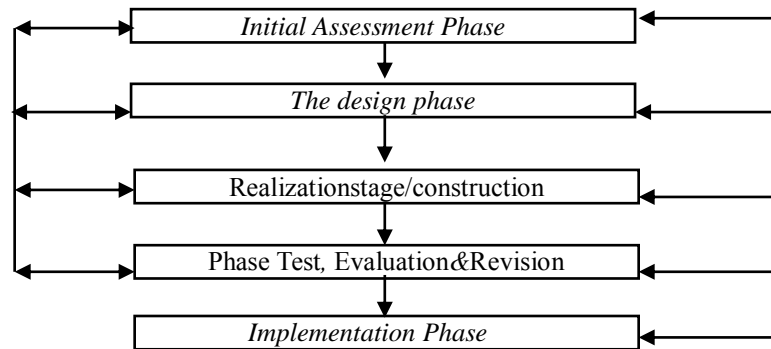 Initial Assessment Phase
The design phase
Realizationstage/construction
Phase Test, Evaluation&Revision
Implementation Phase